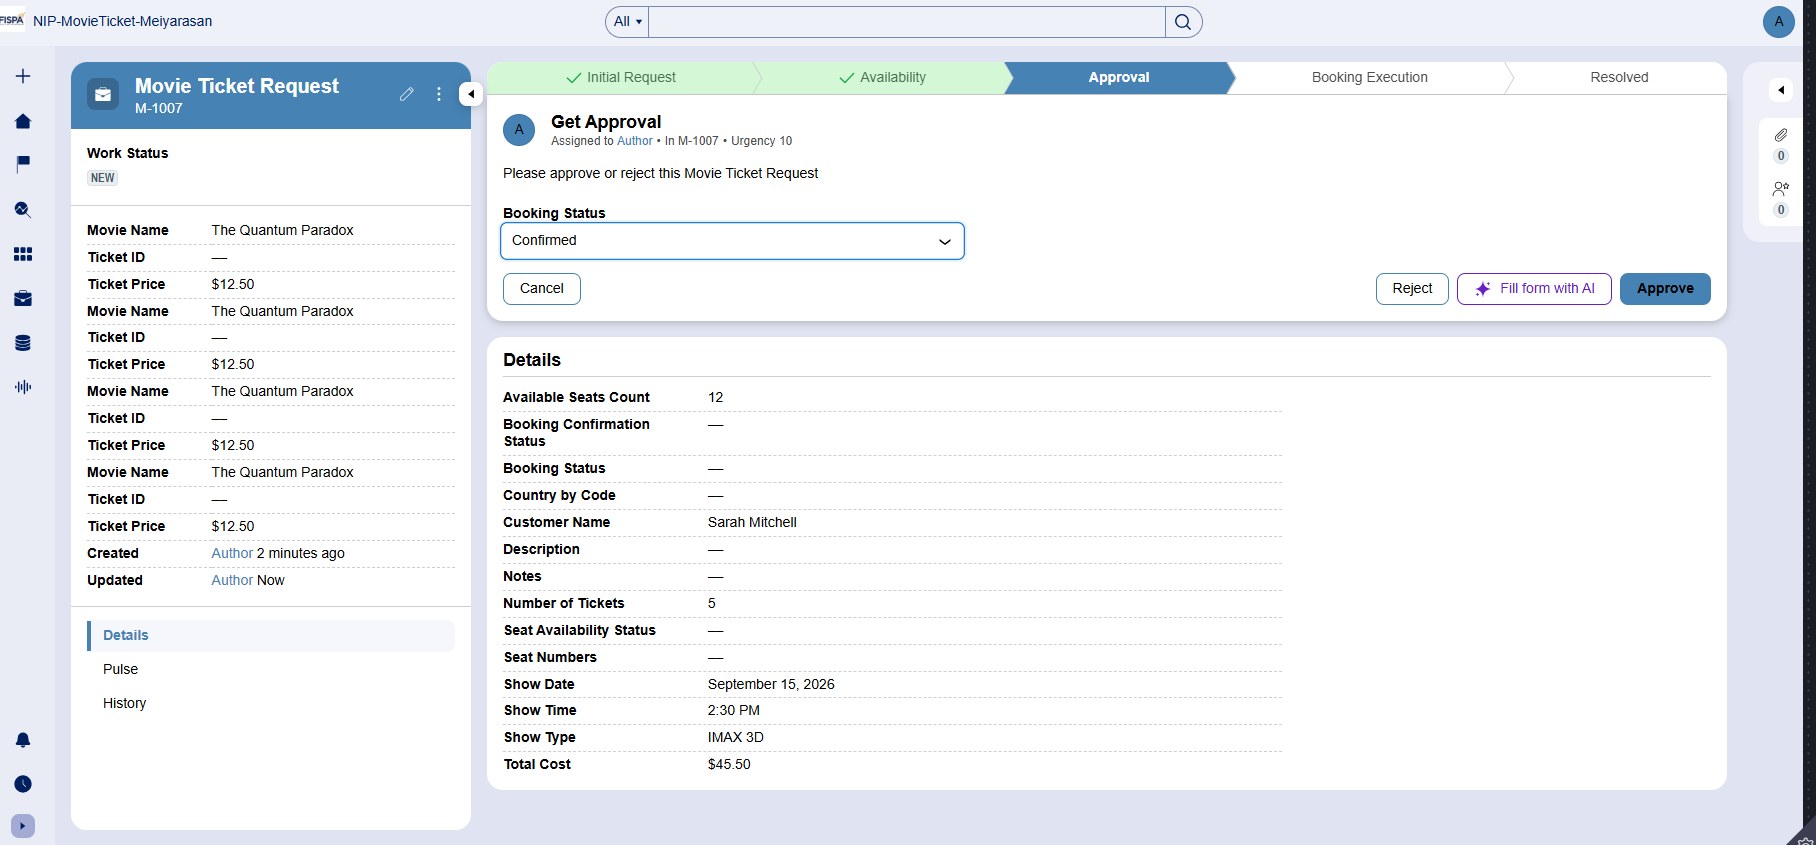 FISPA NIP-MovieTicket-Meiyarasan
All
A
Movie Ticket Request
M-1007
Work Status
NEW
Movie Name The Quantum Paradox
Ticket ID —
Ticket Price $12.50
Movie Name The Quantum Paradox
Ticket ID —
Ticket Price $12.50
Movie Name The Quantum Paradox
Ticket ID —
Ticket Price $12.50
Movie Name The Quantum Paradox
Ticket ID —
Ticket Price $12.50
Created Author 2 minutes ago
Updated Author Now
Details
Pulse
History
Initial Request Availability Approval Booking Execution Resolved
A
Get Approval
Assigned to Author • In M-1007 • Urgency 10
Please approve or reject this Movie Ticket Request
Booking Status
Confirmed
Cancel Reject Fill form with AI Approve
Details
Available Seats Count 12
Booking Confirmation Status —
Booking Status —
Country by Code —
Customer Name Sarah Mitchell
Description —
Notes —
Number of Tickets 5
Seat Availability Status —
Seat Numbers —
Show Date September 15, 2026
Show Time 2:30 PM
Show Type IMAX 3D
Total Cost $45.50
0
0